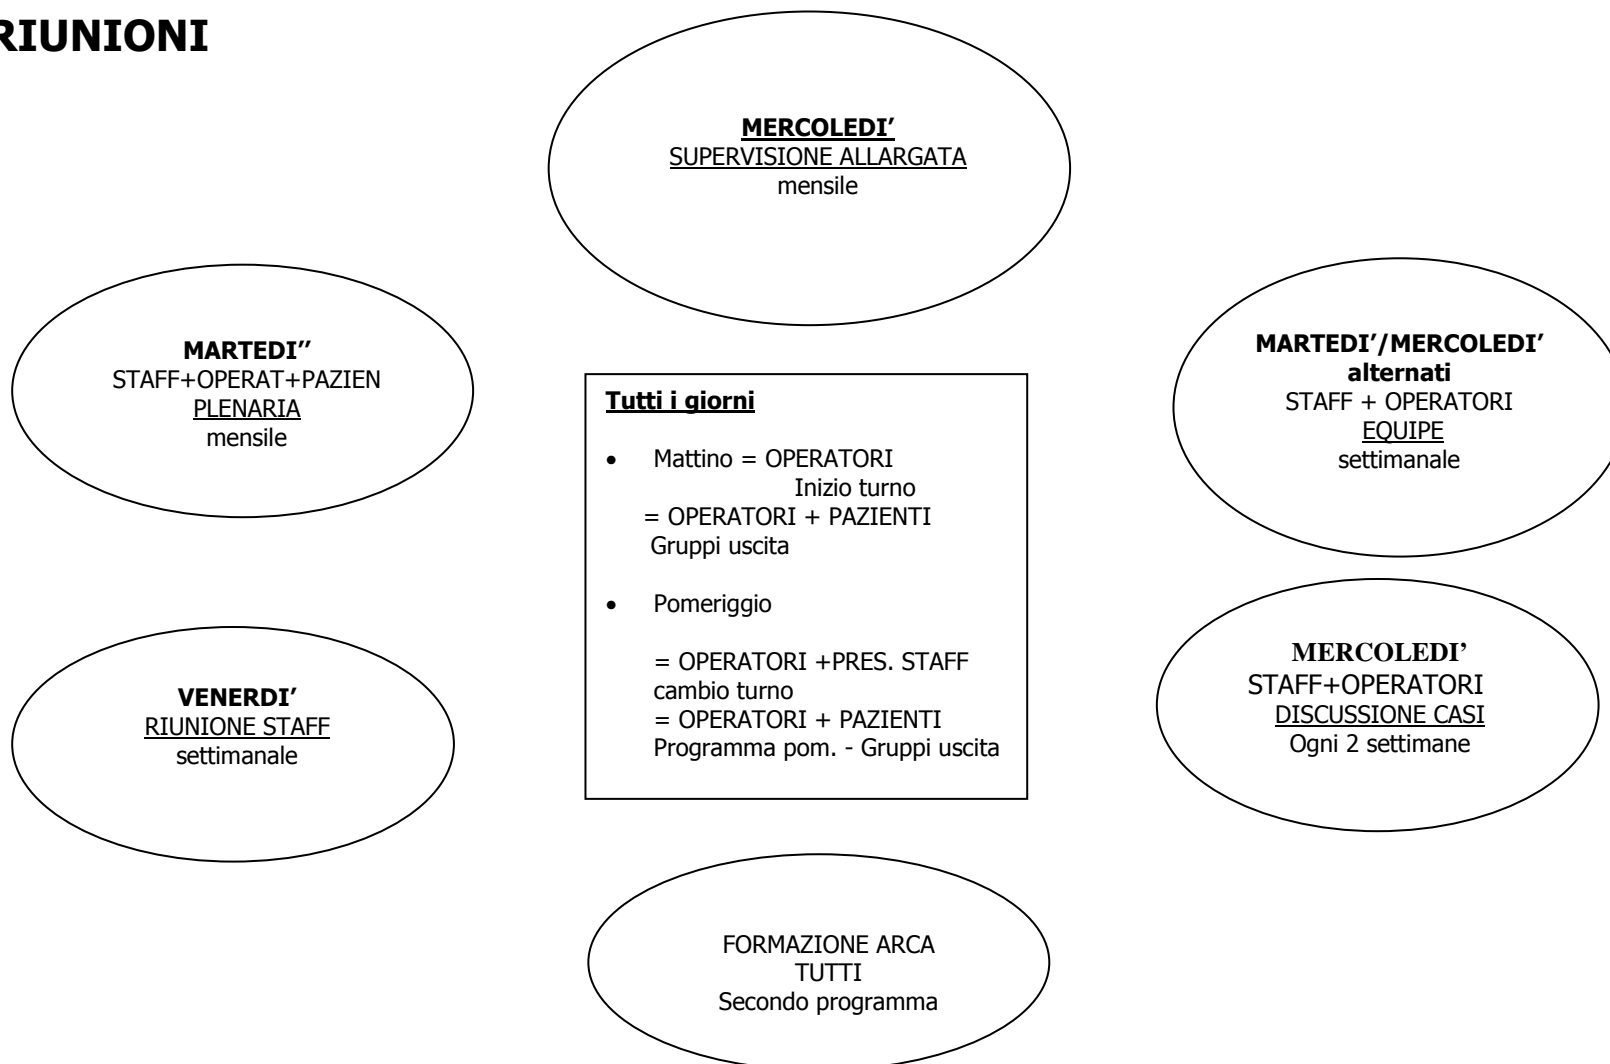 RIUNIONI
MERCOLEDI’
SUPERVISIONE ALLARGATA
mensile
MARTEDI’’
STAFF+OPERAT+PAZIEN
PLENARIA
mensile
MARTEDI’/MERCOLEDI’
alternati
STAFF + OPERATORI
EQUIPE
settimanale
Tutti i giorni
• Mattino = OPERATORI
Inizio turno
= OPERATORI + PAZIENTI
Gruppi uscita
• Pomeriggio
= OPERATORI +PRES. STAFF
cambio turno
= OPERATORI + PAZIENTI
Programma pom. - Gruppi uscita
VENERDI’
RIUNIONE STAFF
settimanale
MERCOLEDI’
STAFF+OPERATORI
DISCUSSIONE CASI
Ogni 2 settimane
FORMAZIONE ARCA
TUTTI
Secondo programma